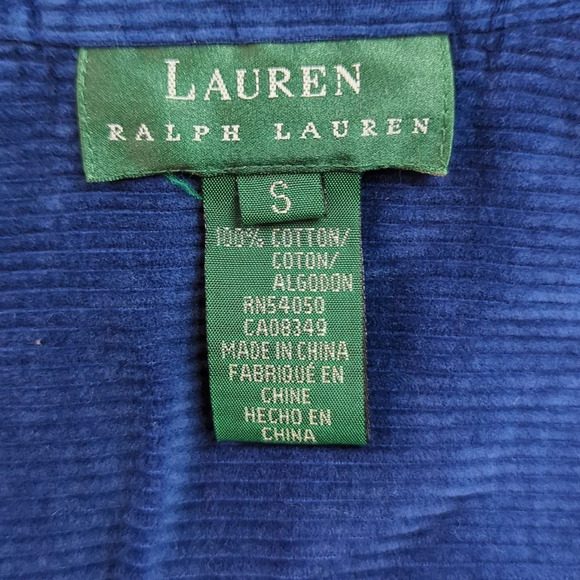 LAUREN
RALPH LAUREN
S
100% COTTON/
COTON/
ALGODON
RN54050
CA08349
MADE IN CHINA
FABRIQUÉ EN
CHINE
HECHO EN
CHINA